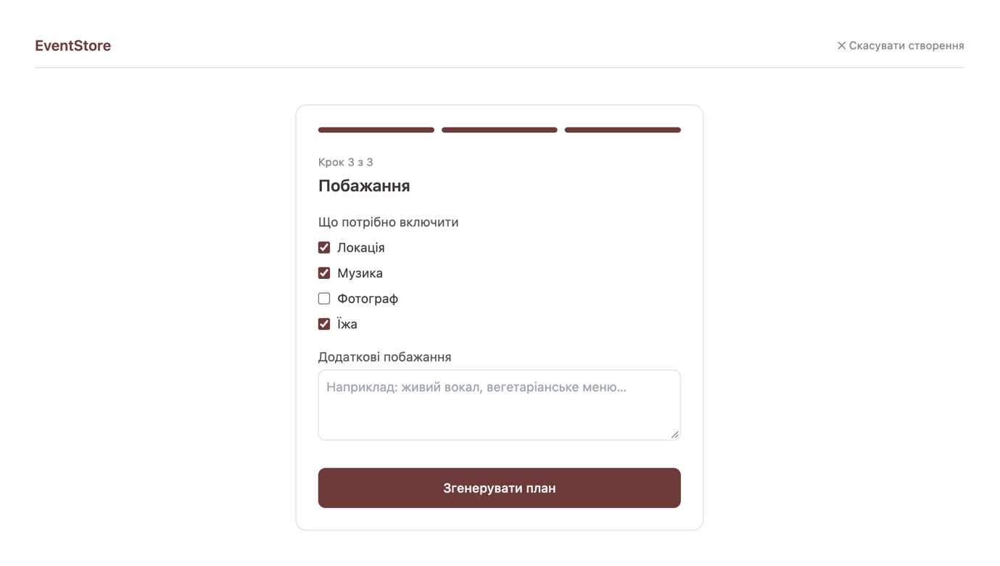 EventStore
Скасувати створення
Крок 3 з 3
Побажання
Що потрібно включити
Локація
Музика
Фотограф
Їжа
Додаткові побажання
Наприклад: живий вокал, вегетаріанське меню...
Згенерувати план